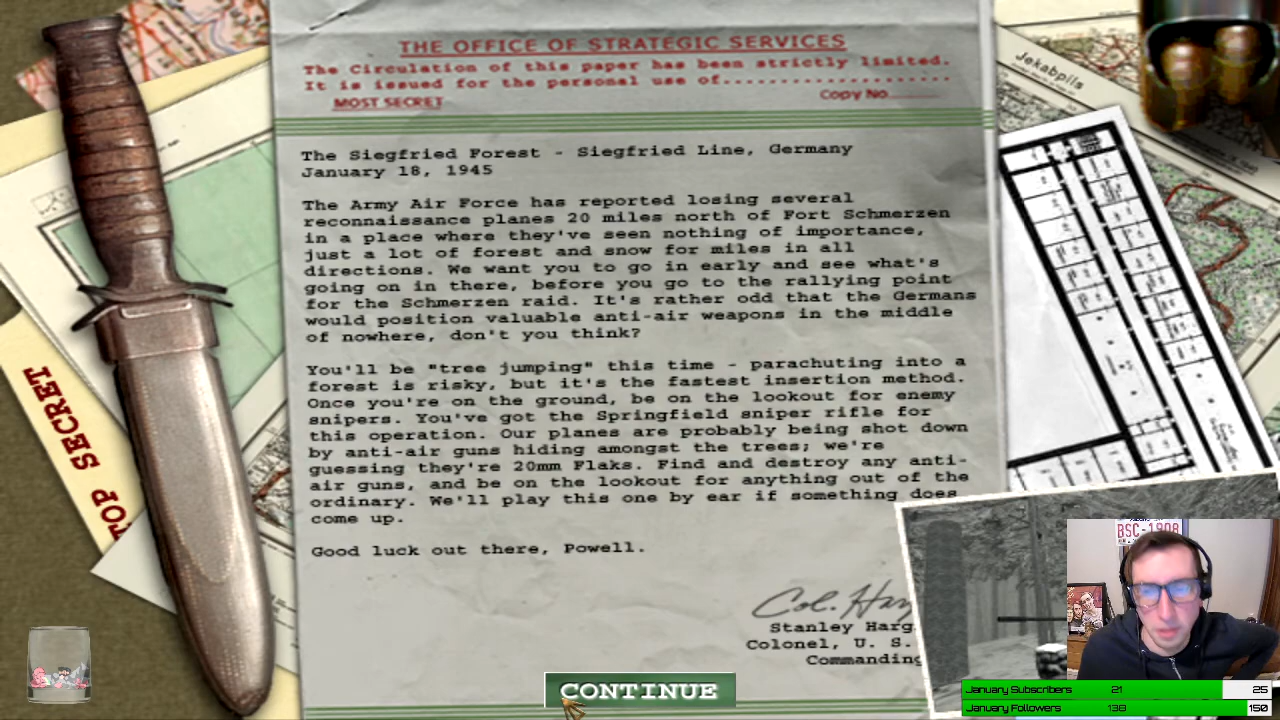 THE OFFICE OF STRATEGIC SERVICES
The Circulation of this paper has been strictly limited.
It is issued for the personal use of....................
MOST SECRET
Copy No.......
Jekabpils
The Siegfried Forest - Siegfried Line, Germany
January 18, 1945
The Army Air Force has reported losing several
reconnaissance planes 20 miles north of Fort Schmerzen
in a place where they've seen nothing of importance,
just a lot of forest and snow for miles in all
directions. We want you to go in early and see what's
going on in there, before you go to the rallying point
for the Schmerzen raid. It's rather odd that the Germans
would position valuable anti-air weapons in the middle
of nowhere, don't you think?
You'll be "tree jumping" this time - parachuting into a
forest is risky, but it's the fastest insertion method.
Once you're on the ground, be on the lookout for enemy
snipers. You've got the Springfield sniper rifle for
this operation. Our planes are probably being shot down
by anti-air guns hiding amongst the trees; we're
guessing they're 20mm Flaks. Find and destroy any anti-
air guns, and be on the lookout for anything out of the
ordinary. We'll play this one by ear if something does
come up.
Good luck out there, Powell.
Col. Har
Stanley Harg
Colonel, U. S.
Commanding
TOP SECRET
CONTINUE
BSC-1908
January Subscribers 21 25
January Followers 138 150